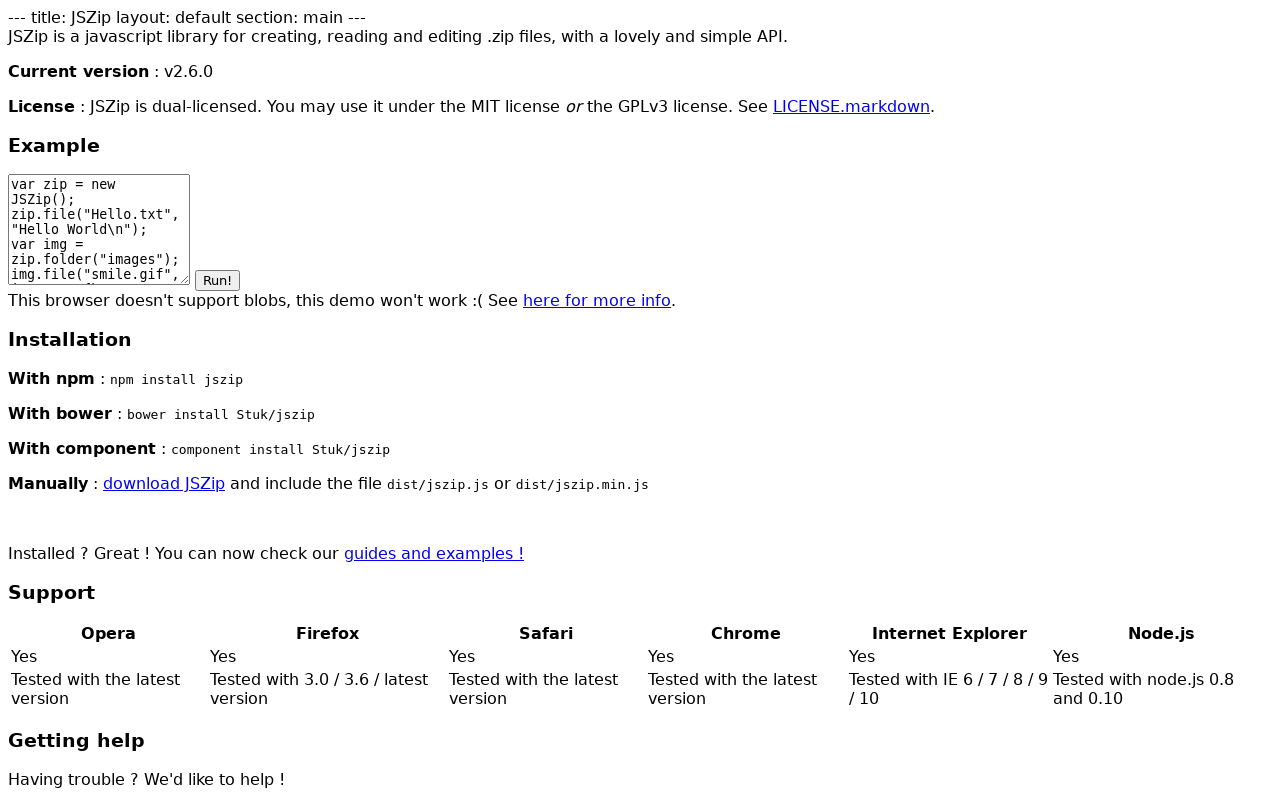 --- title: JSZip layout: default section: main ---
JSZip is a javascript library for creating, reading and editing .zip files, with a lovely and simple API.
Current version : v2.6.0
License : JSZip is dual-licensed. You may use it under the MIT license or the GPLv3 license. See LICENSE.markdown.
Example
var zip = new
JSZip();
zip.file("Hello.txt",
"Hello World\n");
var img =
zip.folder("images");
img.file("smile.gif",
Run!
This browser doesn't support blobs, this demo won't work :( See here for more info.
Installation
With npm : npm install jszip
With bower : bower install Stuk/jszip
With component : component install Stuk/jszip
Manually : download JSZip and include the file dist/jszip.js or dist/jszip.min.js
Installed ? Great ! You can now check our guides and examples !
Support
Opera Firefox Safari Chrome Internet Explorer Node.js
Yes Yes Yes Yes Yes Yes
Tested with the latest Tested with 3.0 / 3.6 / latest Tested with the latest Tested with the latest Tested with IE 6 / 7 / 8 / 9 Tested with node.js 0.8
version version version version / 10 and 0.10
Getting help
Having trouble ? We'd like to help !